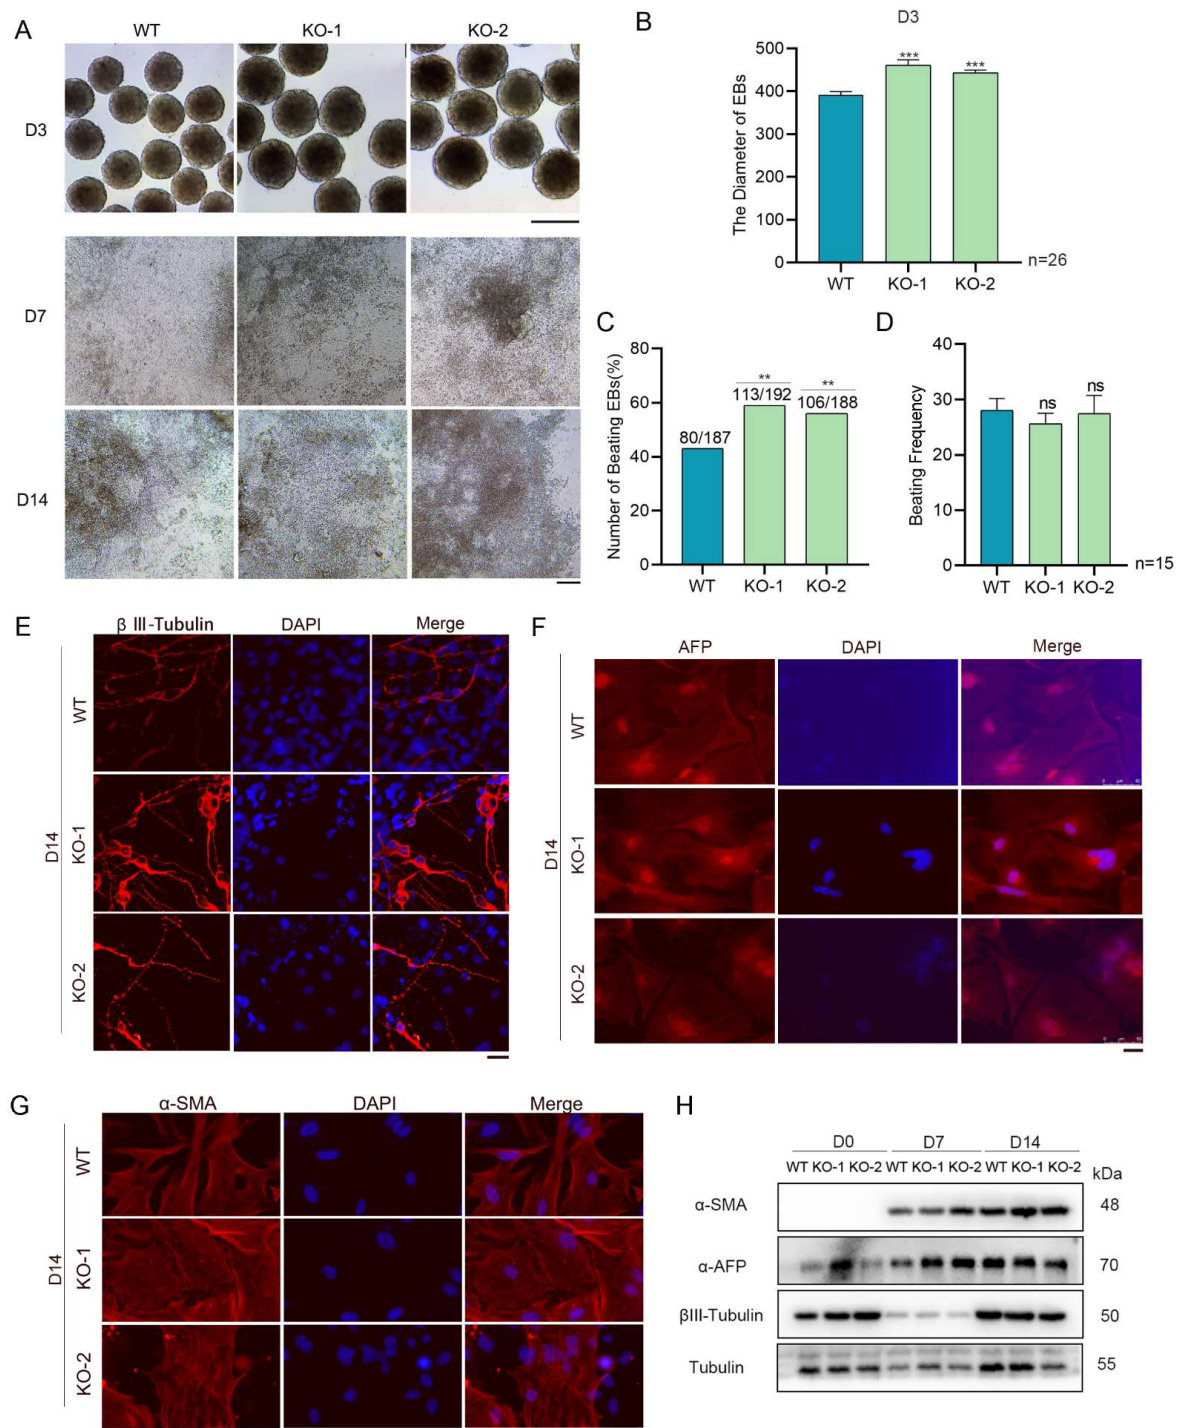 A
WT
KO-1
KO-2
D3
D7
D14
B
D3
The Diameter of EBs
500
400
300
200
100
0
***
***
WT
KO-1
KO-2
n=26
C
Number of Beating EBs(%)
80
60
40
20
0
80/187
**
113/192
**
106/188
WT
KO-1
KO-2
D
Beating Frequency
40
30
20
10
0
ns
ns
WT
KO-1
KO-2
n=15
E
β III-Tubulin
DAPI
Merge
D14
WT
KO-1
KO-2
F
AFP
DAPI
Merge
D14
WT
KO-1
KO-2
G
α-SMA
DAPI
Merge
D14
WT
KO-1
KO-2
H
D0
D7
D14
WT KO-1 KO-2 WT KO-1 KO-2 WT KO-1 KO-2
kDa
α-SMA
48
α-AFP
70
βIII-Tubulin
50
Tubulin
55